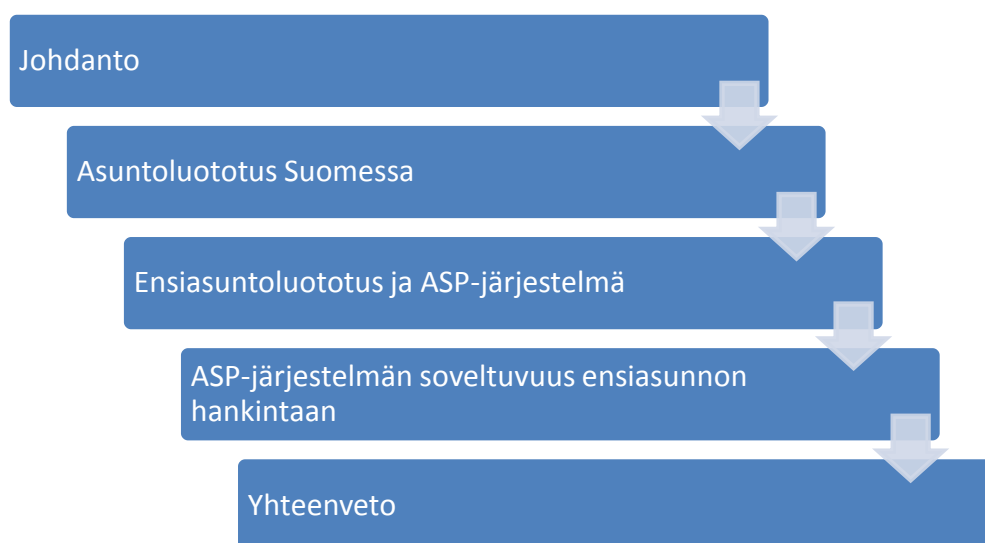 Johdanto
Asuntoluototus Suomessa
Ensiasuntoluototus ja ASP-järjestelmä
ASP-järjestelmän soveltuvuus ensiasunnon
hankintaan
Yhteenveto